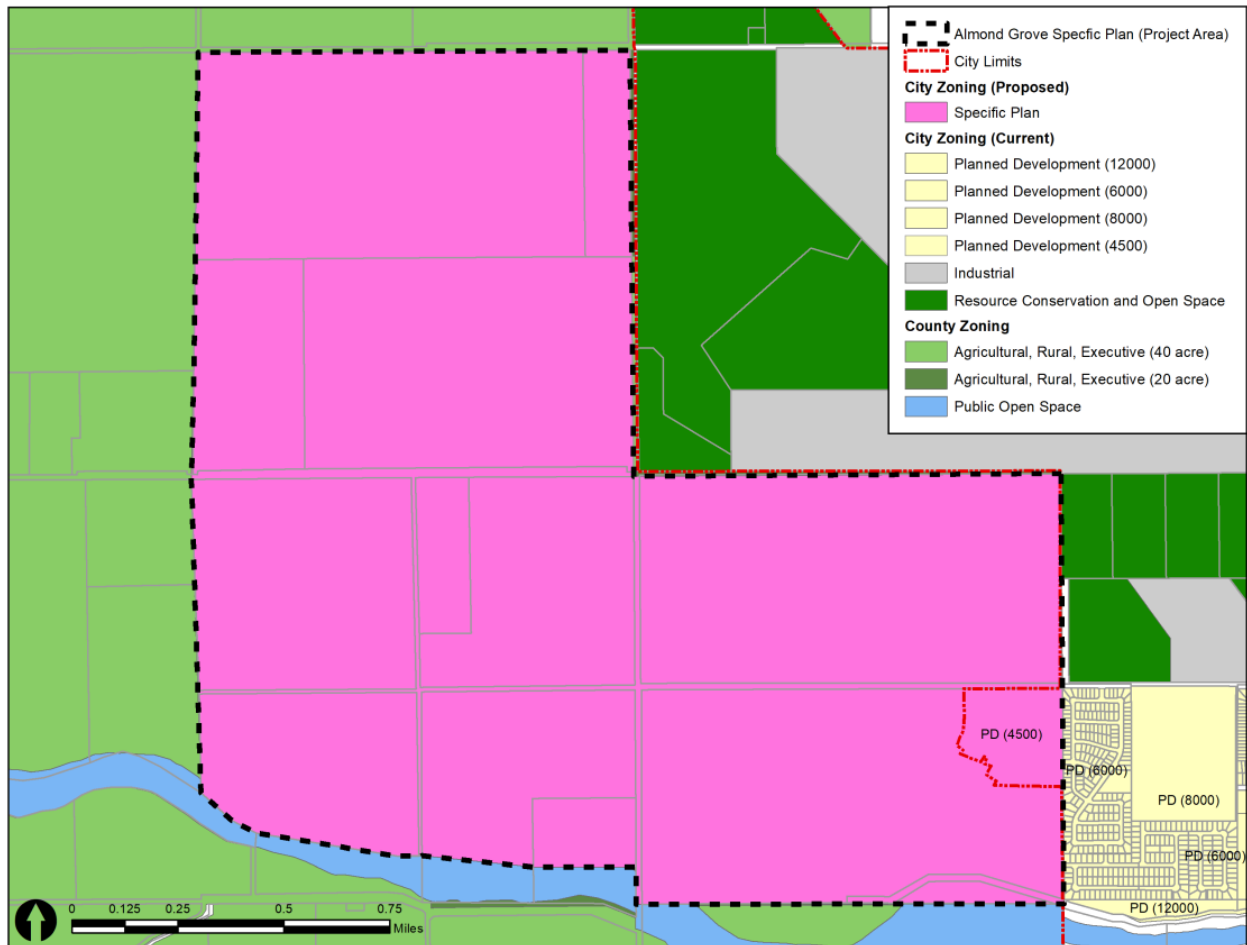 Almond Grove Specfic Plan (Project Area)
City Limits
City Zoning (Proposed)
Specific Plan
City Zoning (Current)
Planned Development (12000)
Planned Development (6000)
Planned Development (8000)
Planned Development (4500)
Industrial
Resource Conservation and Open Space
County Zoning
Agricultural, Rural, Executive (40 acre)
Agricultural, Rural, Executive (20 acre)
Public Open Space
PD (4500)
PD (6000)
PD (8000)
PD (6000)
PD (12000)
0 0.125 0.25 0.5 0.75
Miles